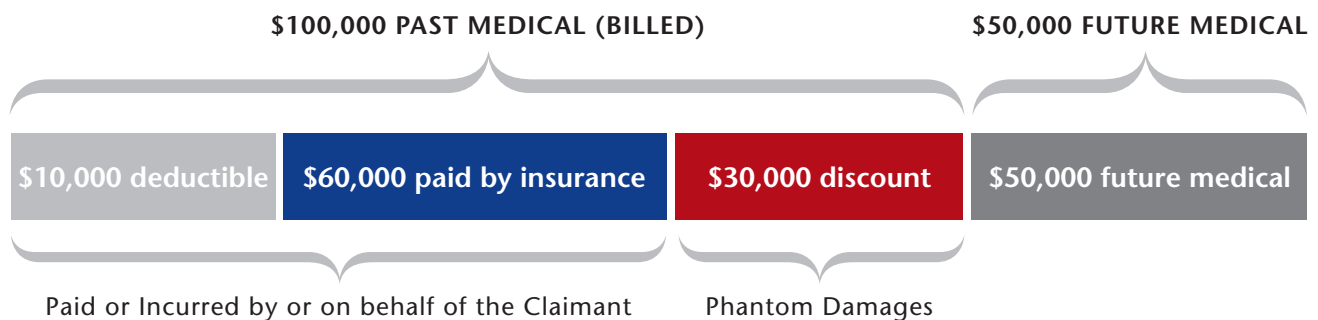 $100,000 PAST MEDICAL (BILLED)
$50,000 FUTURE MEDICAL
$10,000 deductible
$60,000 paid by insurance
$30,000 discount
$50,000 future medical
Paid or Incurred by or on behalf of the Claimant
Phantom Damages